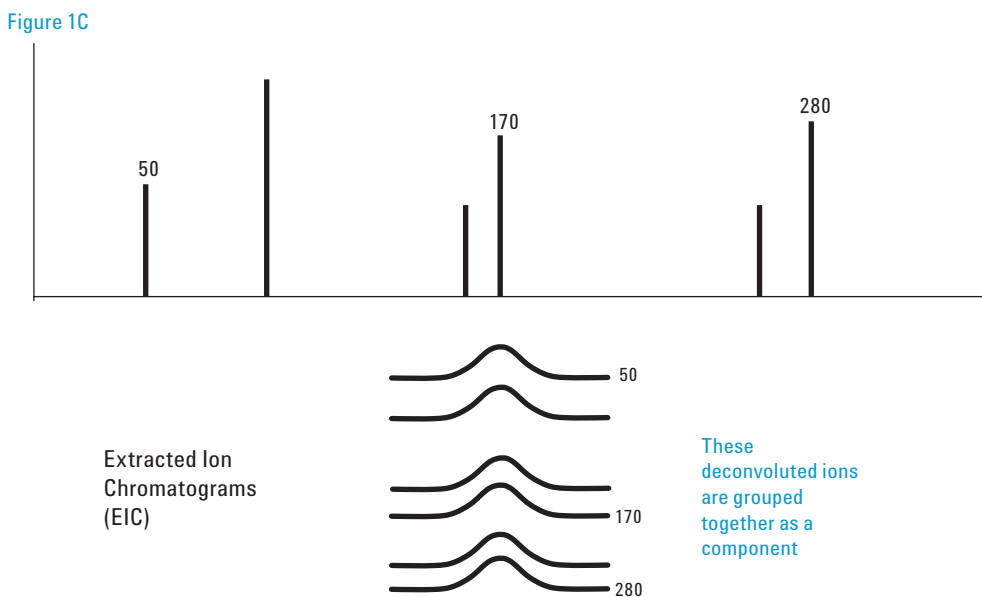 Figure 1C
50
170
280
50
Extracted Ion
Chromatograms
(EIC)
170
280
These
deconvoluted ions
are grouped
together as a
component